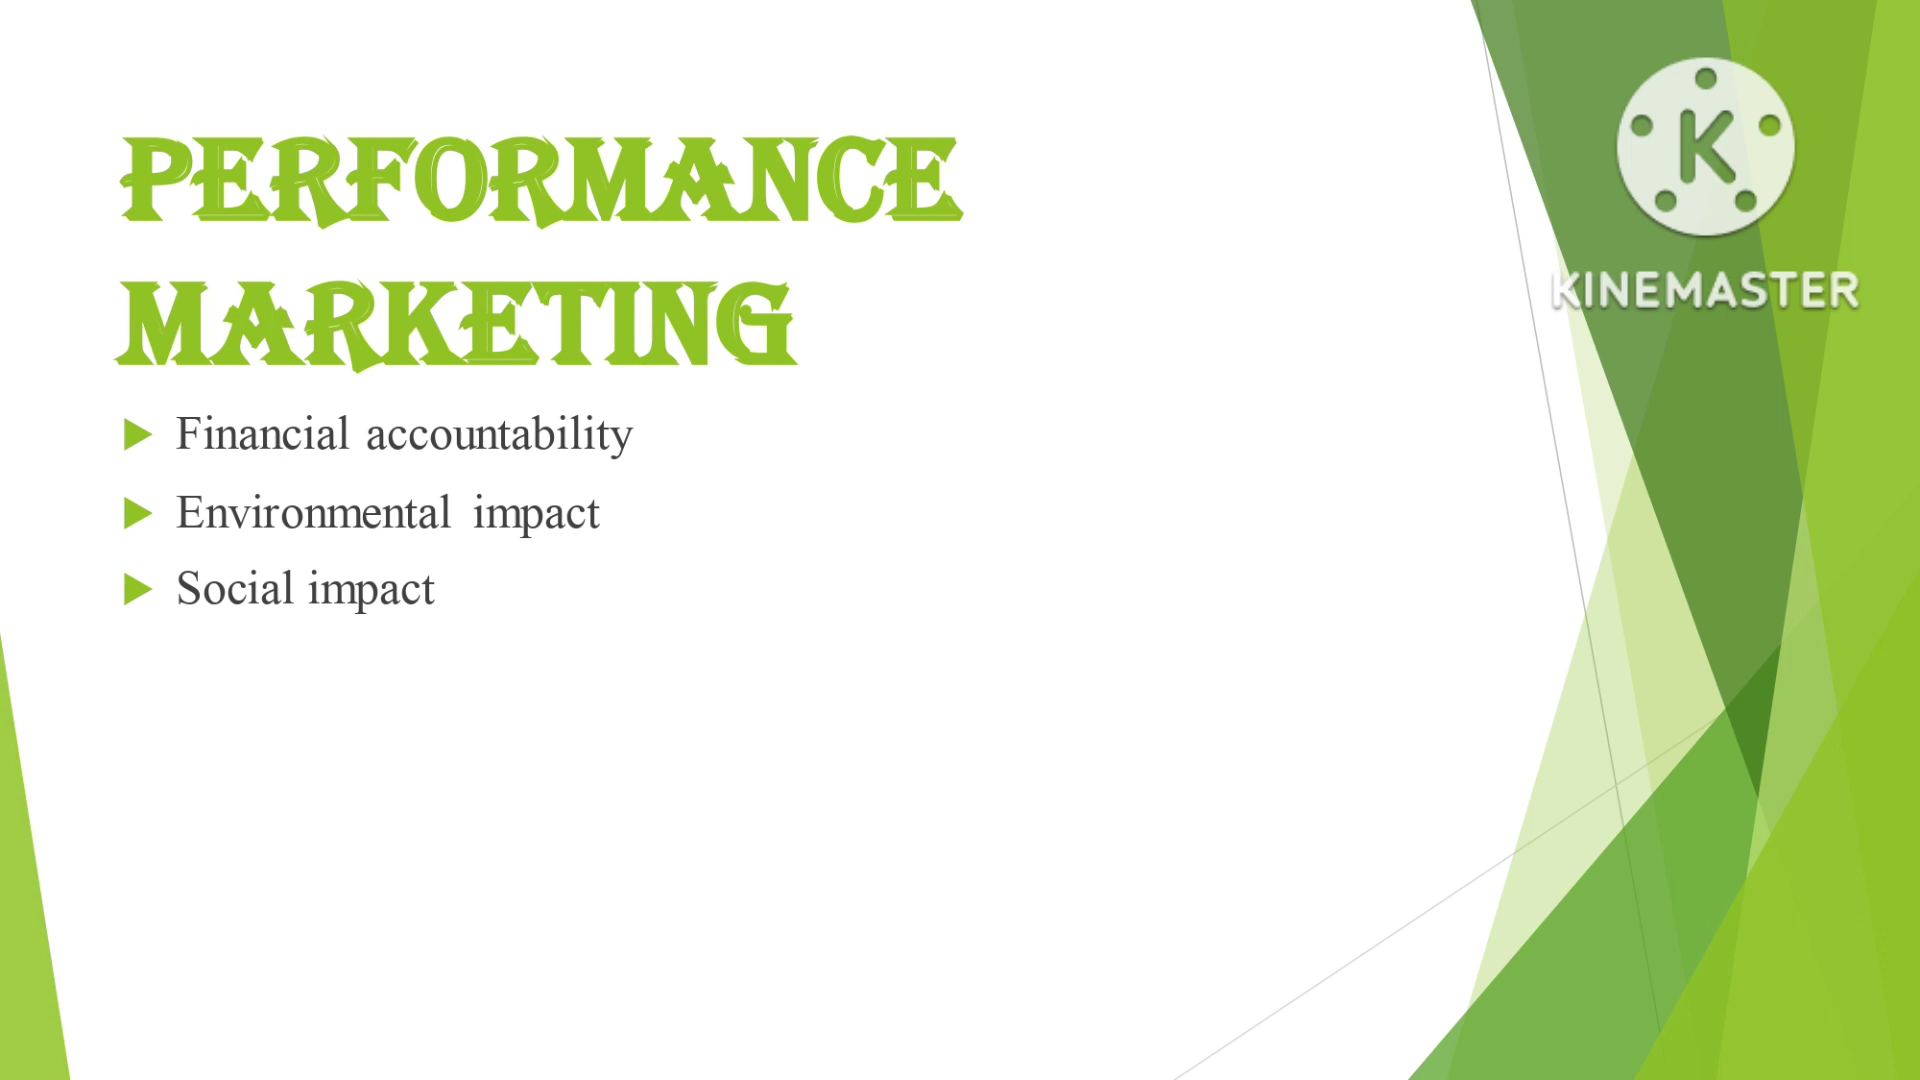 PERFORMANCE
MARKETING
Financial accountability
Environmental impact
Social impact
K
KINEMASTER